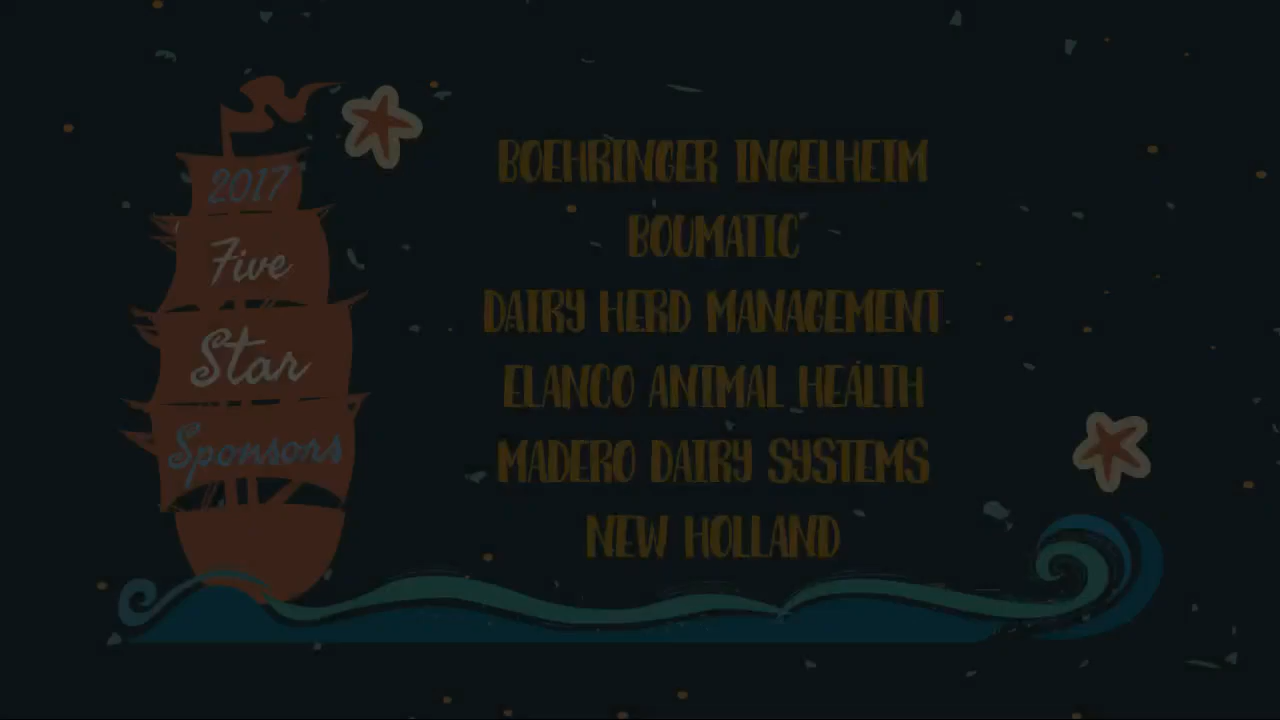 2017
Five
Star
Sponsors
BOEHRINGER INGELHEIM
BOUMATIC
DAIRY HERD MANAGEMENT
ELANCO ANIMAL HEALTH
MADERO DAIRY SYSTEMS
NEW HOLLAND